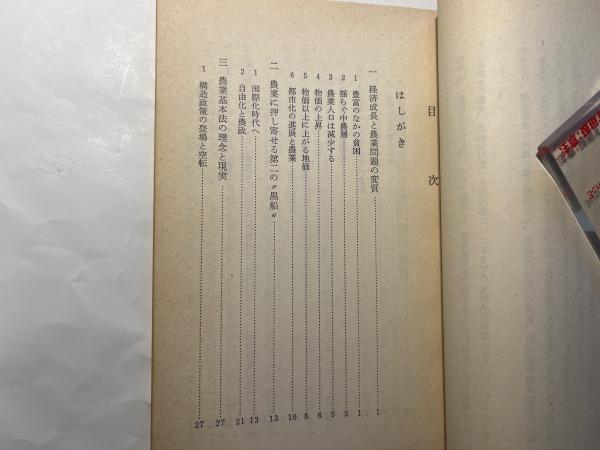 目次
はしがき
一 経済成長と農業問題の変質 1
1 豊富のなかの貧困 1
2 揺らぐ中農層 3
3 農業人口は減少する 5
4 物価の上昇 6
5 物価以上に上がる地価 8
6 都市化の進展と農業 10
二 農業に押し寄せる第二の〝黒船〟 13
1 国際化時代へ 13
2 自由化と農政 21
三 農業基本法の理念と現実 27
1 構造政策の登場と空転 27